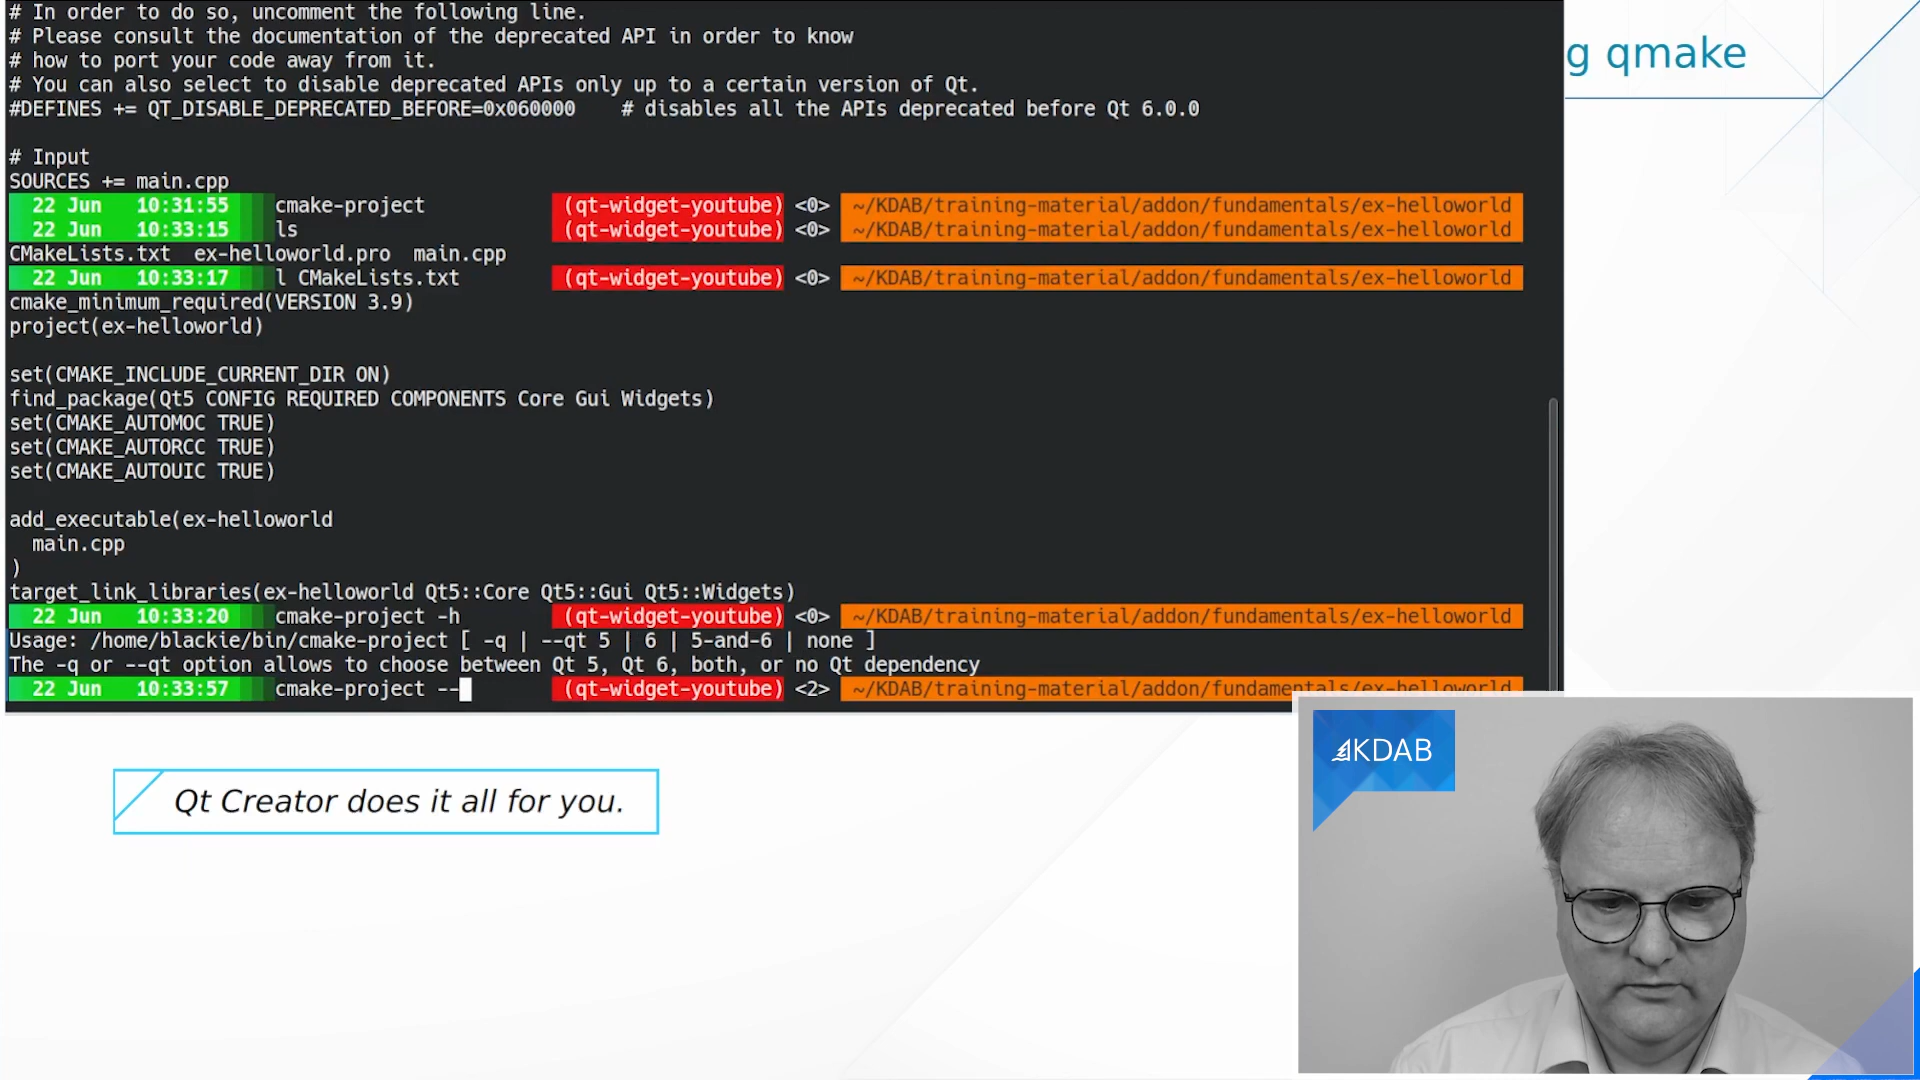 # In order to do so, uncomment the following line.
# Please consult the documentation of the deprecated API in order to know
# how to port your code away from it.
# You can also select to disable deprecated APIs only up to a certain version of Qt.
#DEFINES += QT_DISABLE_DEPRECATED_BEFORE=0x060000    # disables all the APIs deprecated before Qt 6.0.0
g qmake
# Input
SOURCES += main.cpp
22 Jun 10:31:55 cmake-project (qt-widget-youtube) <0> ~/KDAB/training-material/addon/fundamentals/ex-helloworld
22 Jun 10:33:15 ls (qt-widget-youtube) <0> ~/KDAB/training-material/addon/fundamentals/ex-helloworld
CMakeLists.txt  ex-helloworld.pro  main.cpp
22 Jun 10:33:17 l CMakeLists.txt (qt-widget-youtube) <0> ~/KDAB/training-material/addon/fundamentals/ex-helloworld
cmake_minimum_required(VERSION 3.9)
project(ex-helloworld)
set(CMAKE_INCLUDE_CURRENT_DIR ON)
find_package(Qt5 CONFIG REQUIRED COMPONENTS Core Gui Widgets)
set(CMAKE_AUTOMOC TRUE)
set(CMAKE_AUTORCC TRUE)
set(CMAKE_AUTOUIC TRUE)
add_executable(ex-helloworld
  main.cpp
)
target_link_libraries(ex-helloworld Qt5::Core Qt5::Gui Qt5::Widgets)
22 Jun 10:33:20 cmake-project -h (qt-widget-youtube) <0> ~/KDAB/training-material/addon/fundamentals/ex-helloworld
Usage: /home/blackie/bin/cmake-project [ -q | --qt 5 | 6 | 5-and-6 | none ]
The -q or --qt option allows to choose between Qt 5, Qt 6, both, or no Qt dependency
22 Jun 10:33:57 cmake-project -- (qt-widget-youtube) <2> ~/KDAB/training-material/addon/fundamentals/ex-helloworld
KDAB
Qt Creator does it all for you.